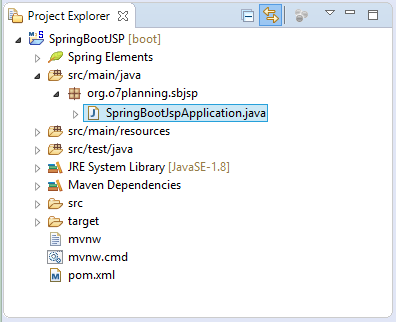 Project Explorer
SpringBootJSP [boot]
Spring Elements
src/main/java
org.o7planning.sbjsp
SpringBootJspApplication.java
src/main/resources
src/test/java
JRE System Library [JavaSE-1.8]
Maven Dependencies
src
target
mvnw
mvnw.cmd
pom.xml